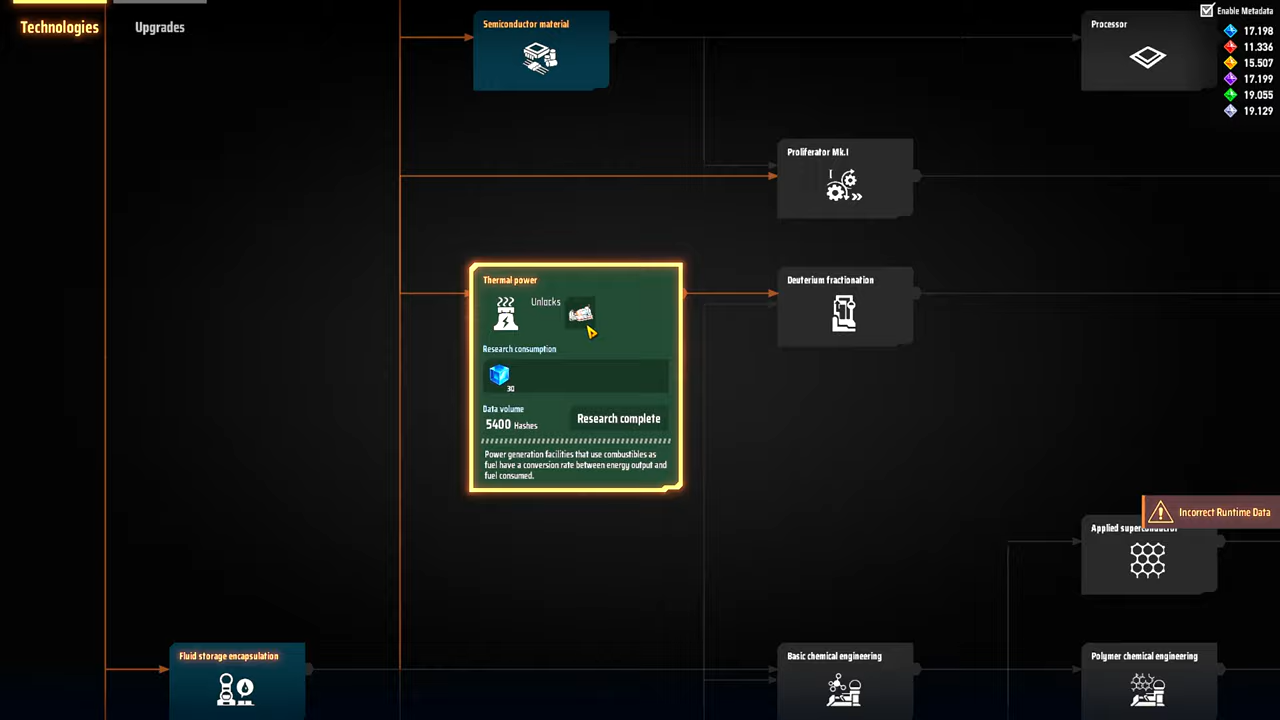 Technologies
Upgrades
Semiconductor material
Processor
Enable Metadata
17.198
11.336
15.507
17.199
19.055
19.129
Proliferator Mk.I
I
Thermal power
Unlocks
Research consumption
30
Data volume
5400 Hashes
Research complete
Power generation facilities that use combustibles as
fuel have a conversion rate between energy output and
fuel consumed.
Deuterium fractionation
Incorrect Runtime Data
Applied superconductor
Fluid storage encapsulation
Basic chemical engineering
Polymer chemical engineering